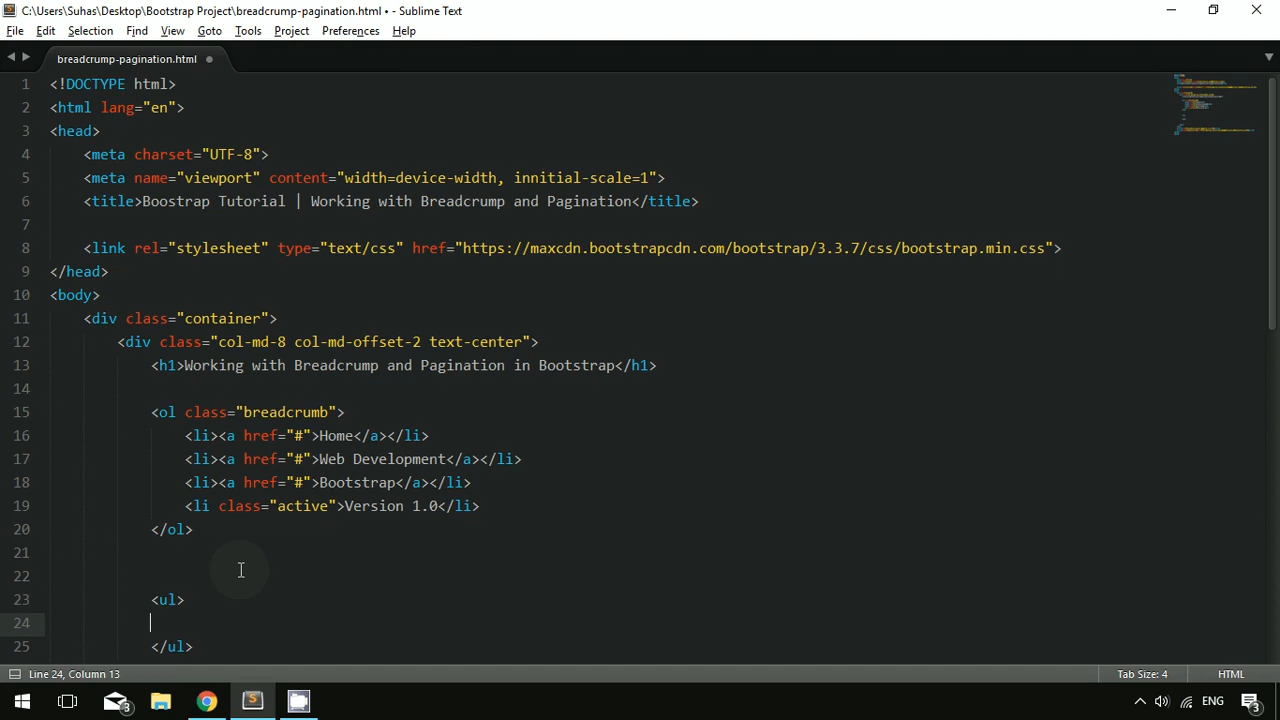 C:\Users\Suhas\Desktop\Bootstrap Project\breadcrump-pagination.html • - Sublime Text
File Edit Selection Find View Goto Tools Project Preferences Help
breadcrump-pagination.html
1 <!DOCTYPE html>
2 <html lang="en">
3 <head>
4 <meta charset="UTF-8">
5 <meta name="viewport" content="width=device-width, innitial-scale=1">
6 <title>Boostrap Tutorial | Working with Breadcrump and Pagination</title>
7
8 <link rel="stylesheet" type="text/css" href="https://maxcdn.bootstrapcdn.com/bootstrap/3.3.7/css/bootstrap.min.css">
9 </head>
10 <body>
11 <div class="container">
12 <div class="col-md-8 col-md-offset-2 text-center">
13 <h1>Working with Breadcrump and Pagination in Bootstrap</h1>
14
15 <ol class="breadcrumb">
16 <li><a href="#">Home</a></li>
17 <li><a href="#">Web Development</a></li>
18 <li><a href="#">Bootstrap</a></li>
19 <li class="active">Version 1.0</li>
20 </ol>
21
22
23 <ul>
24
25 </ul>
Line 24, Column 13 Tab Size: 4 HTML
3 S ENG 3